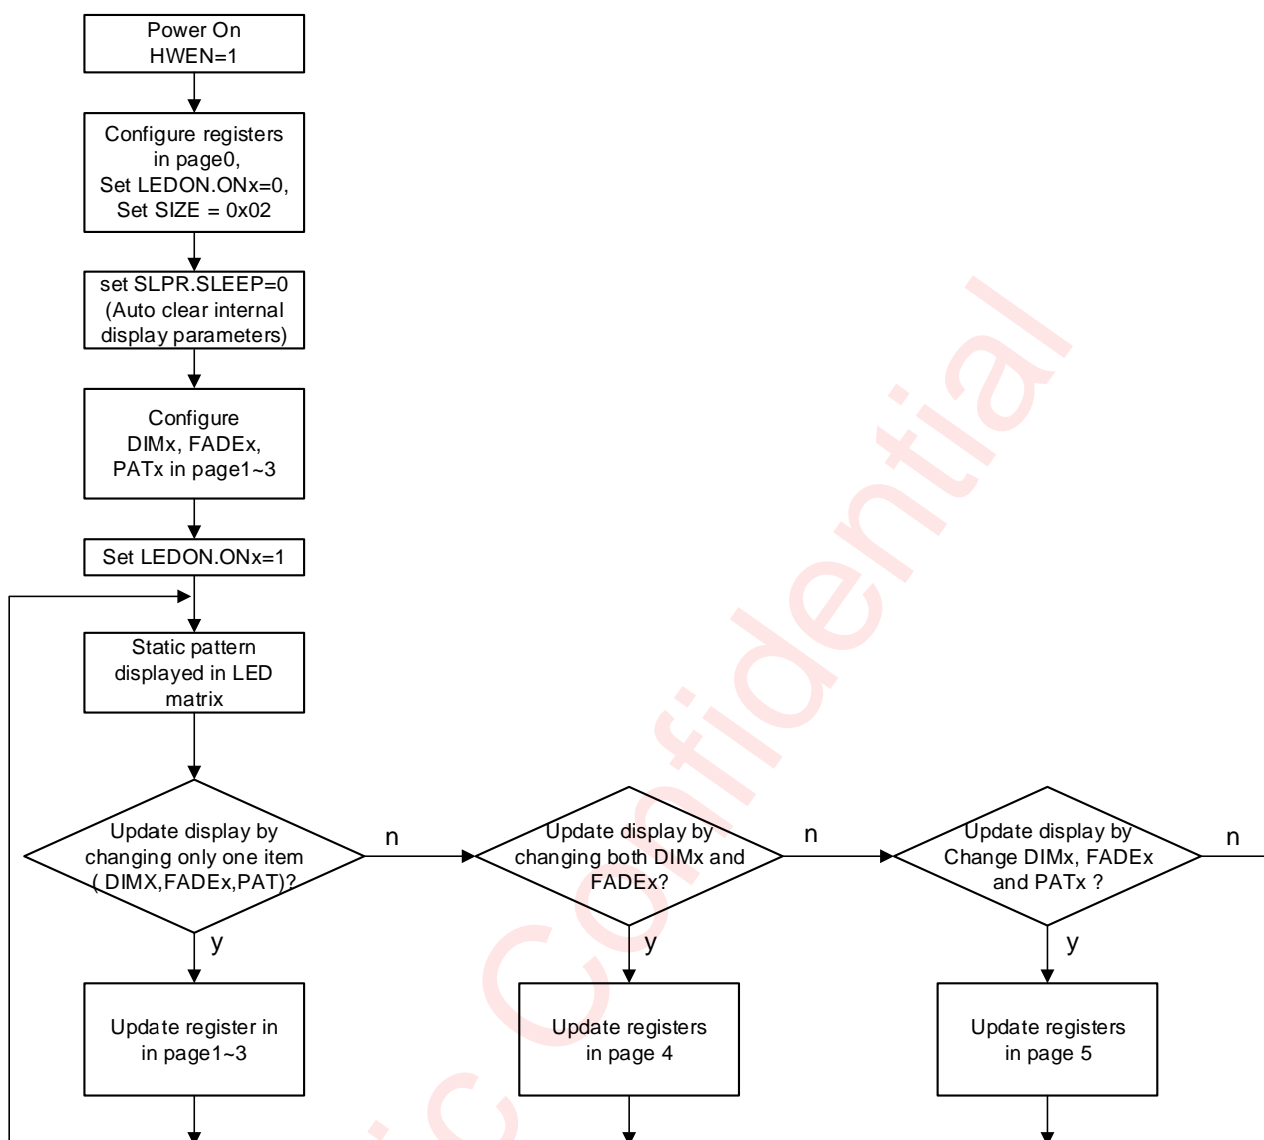 Power On
HWEN=1
Configure registers
in page0,
Set LEDON.ONx=0,
Set SIZE = 0x02
set SLPR.SLEEP=0
(Auto clear internal
display parameters)
Configure
DIMx, FADEx,
PATx in page1~3
Set LEDON.ONx=1
Static pattern
displayed in LED
matrix
Update display by
changing only one item
( DIMX,FADEx,PAT)?
n
Update display by
changing both DIMx and
FADEx?
n
Update display by
Change DIMx, FADEx
and PATx ?
n
y
y
y
Update register in
in page1~3
Update registers
in page 4
Update registers
in page 5
ic Confidential